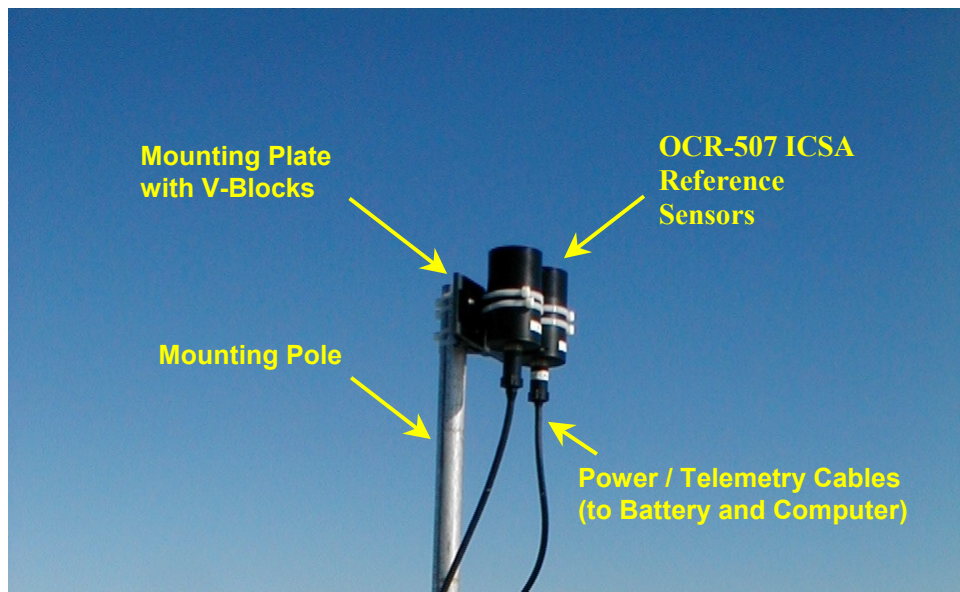 Mounting Plate
with V-Blocks
OCR-507 ICSA
Reference
Sensors
Mounting Pole
Power / Telemetry Cables
(to Battery and Computer)